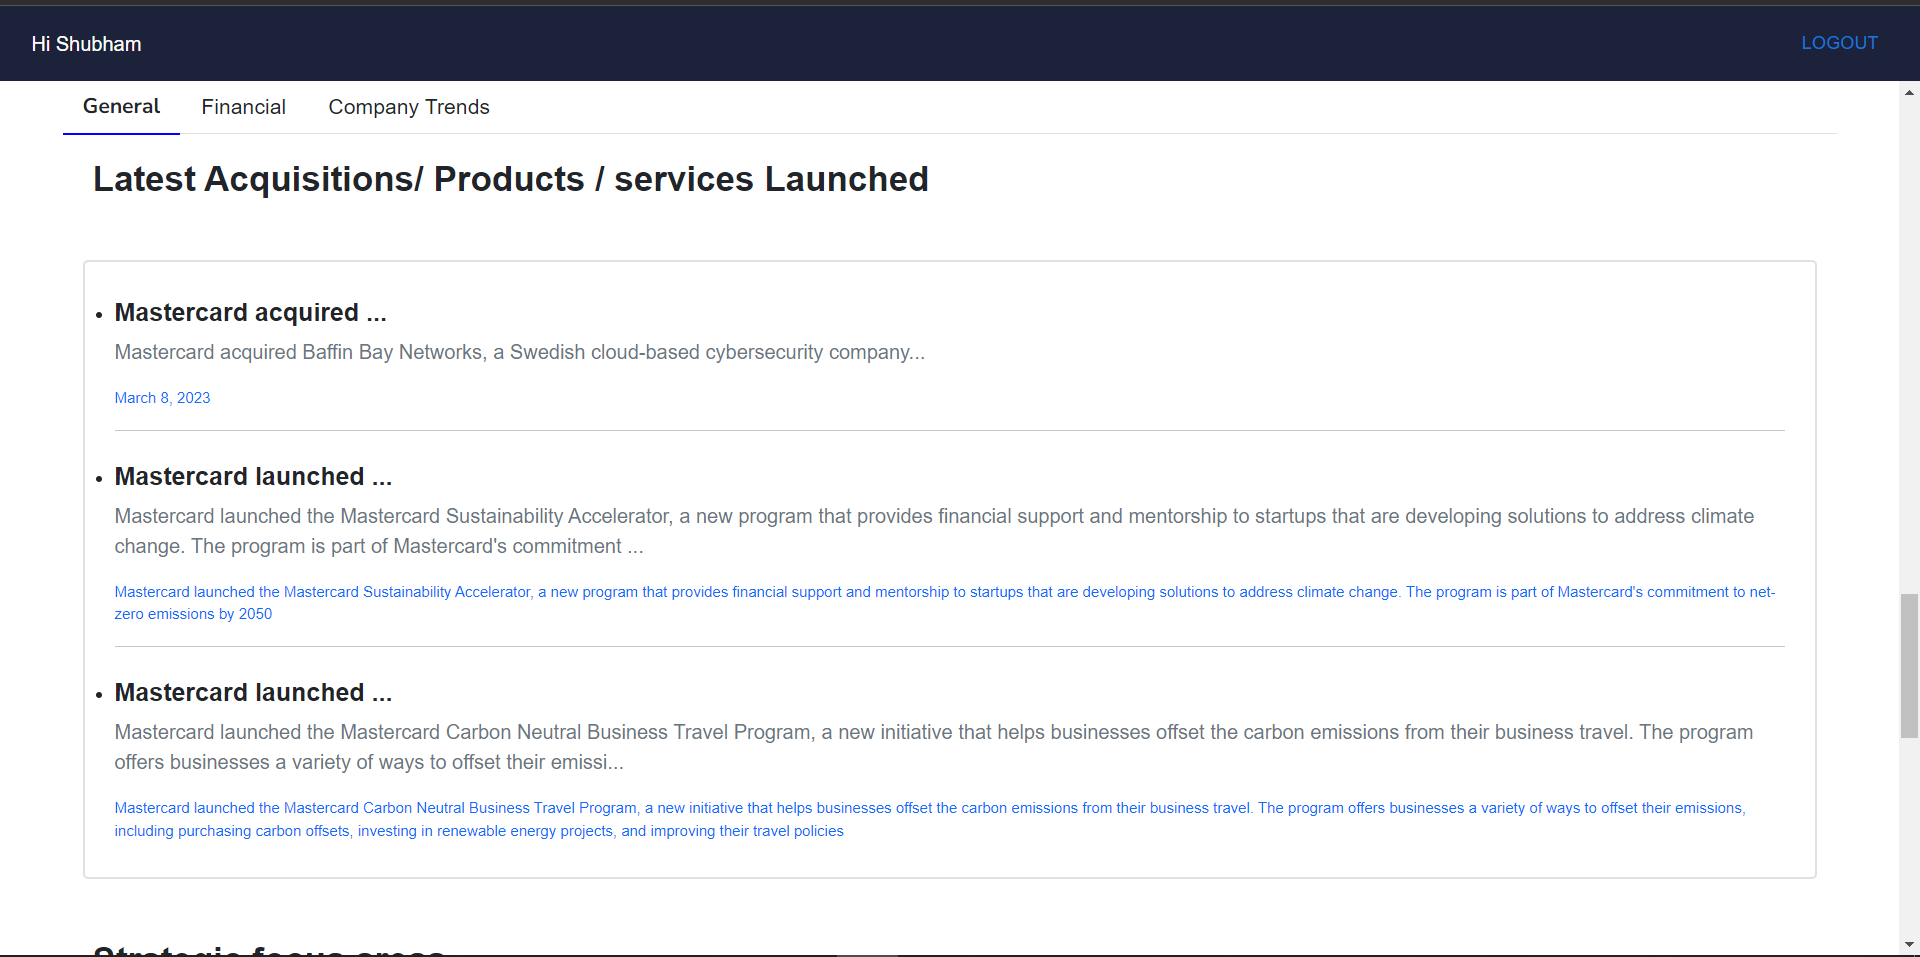 Hi Shubham
LOGOUT
General
Financial
Company Trends
Latest Acquisitions/ Products / services Launched
Mastercard acquired ...
Mastercard acquired Baffin Bay Networks, a Swedish cloud-based cybersecurity company...
March 8, 2023
Mastercard launched ...
Mastercard launched the Mastercard Sustainability Accelerator, a new program that provides financial support and mentorship to startups that are developing solutions to address climate
change. The program is part of Mastercard's commitment ...
Mastercard launched the Mastercard Sustainability Accelerator, a new program that provides financial support and mentorship to startups that are developing solutions to address climate change. The program is part of Mastercard's commitment to net-
zero emissions by 2050
Mastercard launched ...
Mastercard launched the Mastercard Carbon Neutral Business Travel Program, a new initiative that helps businesses offset the carbon emissions from their business travel. The program
offers businesses a variety of ways to offset their emissi...
Mastercard launched the Mastercard Carbon Neutral Business Travel Program, a new initiative that helps businesses offset the carbon emissions from their business travel. The program offers businesses a variety of ways to offset their emissions,
including purchasing carbon offsets, investing in renewable energy projects, and improving their travel policies
Strategic focus areas